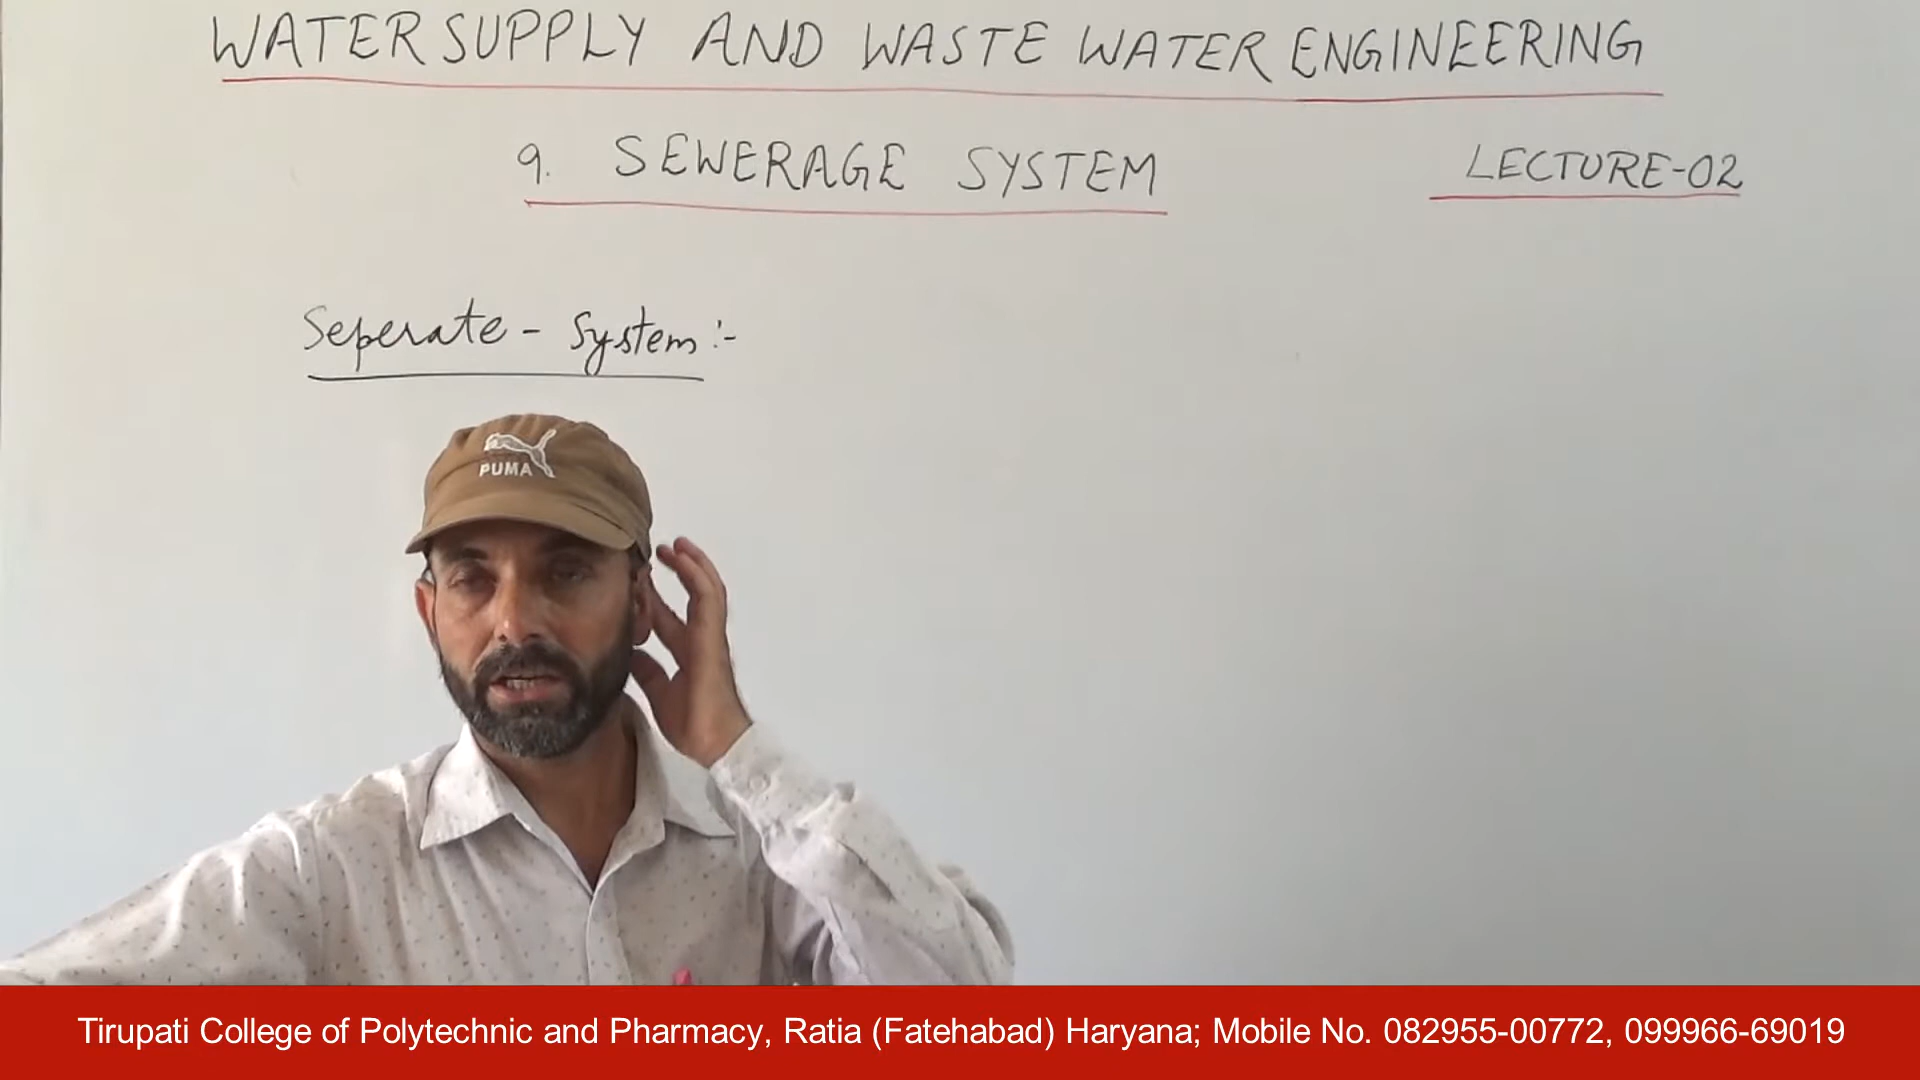 WATER SUPPLY AND WASTE WATER ENGINEERING
9. SEWERAGE SYSTEM
LECTURE-02
Seperate - System :-
PUMA
Tirupati College of Polytechnic and Pharmacy, Ratia (Fatehabad) Haryana; Mobile No. 082955-00772, 099966-69019